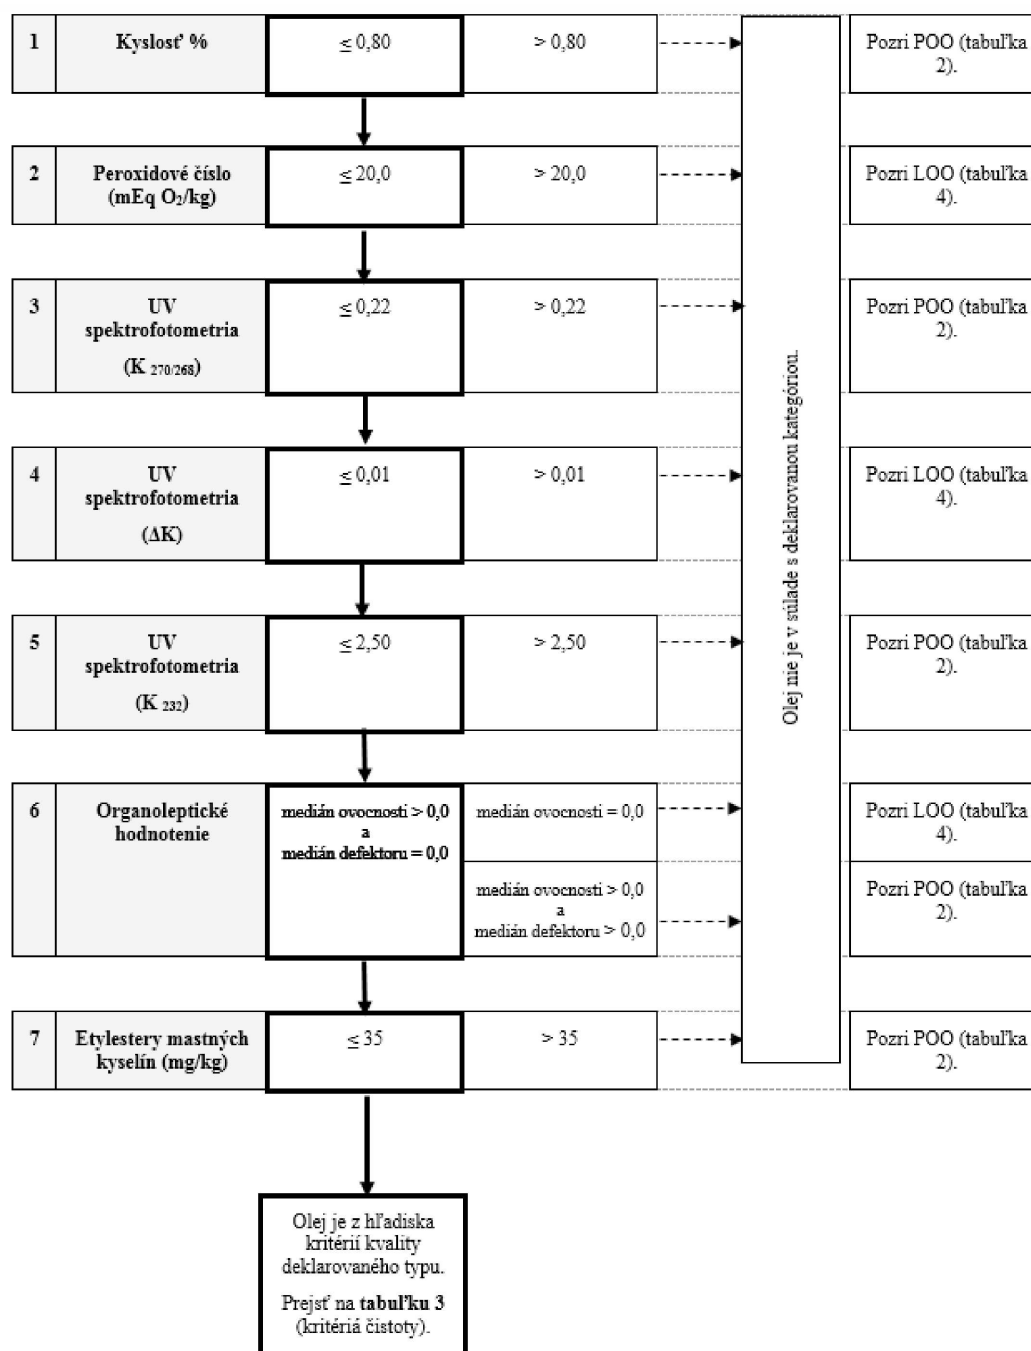 1
Kyslosť %
≤ 0,80
> 0,80
Pozri POO (tabuľka
2).
2
Peroxidové číslo
(mEq O₂/kg)
≤ 20,0
> 20,0
Pozri LOO (tabuľka
4).
3
UV
spektrofotometria
(K 270/268)
≤ 0,22
> 0,22
Pozri POO (tabuľka
2).
4
UV
spektrofotometria
(ΔK)
≤ 0,01
> 0,01
Pozri LOO (tabuľka
4).
5
UV
spektrofotometria
(K 232)
≤ 2,50
> 2,50
Pozri POO (tabuľka
2).
6
Organoleptické
hodnotenie
medián ovocnosti > 0,0
a
medián defektoru = 0,0
medián ovocnosti = 0,0
Pozri LOO (tabuľka
4).
medián ovocnosti > 0,0
a
medián defektoru > 0,0
Pozri POO (tabuľka
2).
7
Etylestery mastných
kyselín (mg/kg)
≤ 35
> 35
Pozri POO (tabuľka
2).
Olej nie je v súlade s deklarovanou kategóriou.
Olej je z hľadiska
kritérií kvality
deklarovaného typu.
Prejsť na tabuľku 3
(kritériá čistoty).